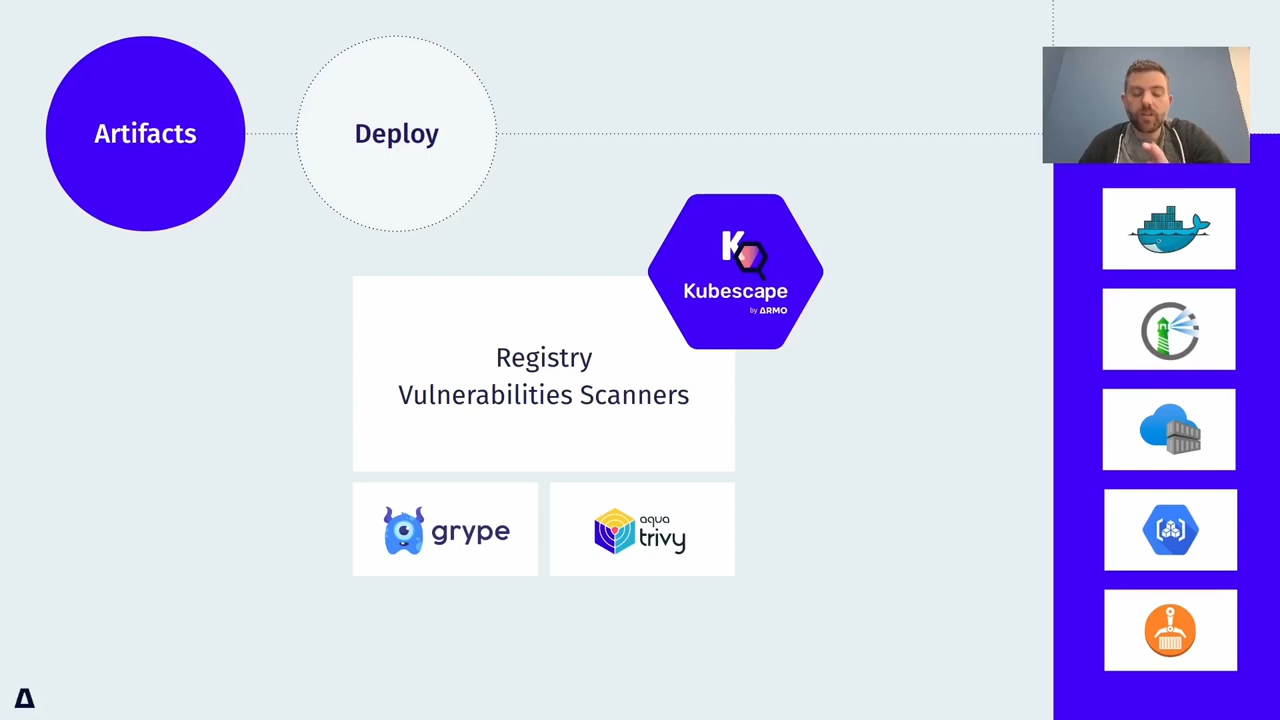 Artifacts
Deploy
K
Kubescape
by ARMO
Registry
Vulnerabilities Scanners
grype
aqua
trivy